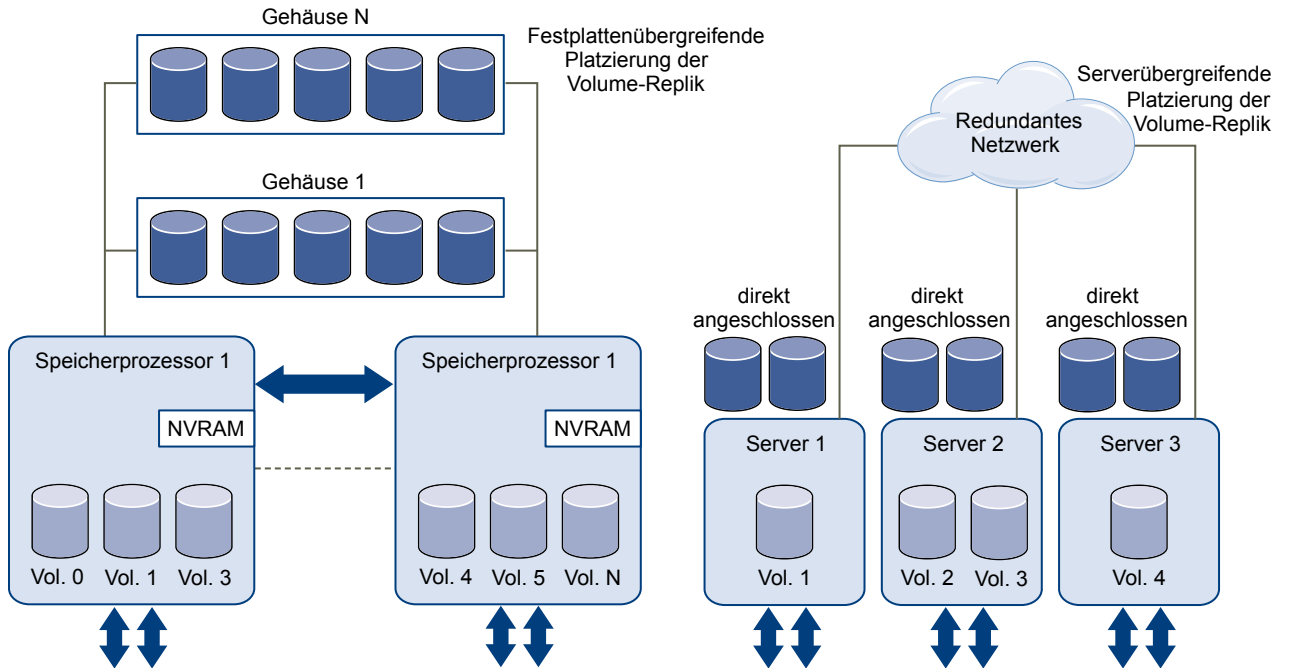 Gehäuse N
Festplattenübergreifende
Platzierung der
Volume-Replik
Gehäuse 1
Speicherprozessor 1
NVRAM
Vol. 0
Vol. 1
Vol. 3
Speicherprozessor 1
NVRAM
Vol. 4
Vol. 5
Vol. N
Serverübergreifende
Platzierung der
Volume-Replik
Redundantes
Netzwerk
direkt
angeschlossen
direkt
angeschlossen
direkt
angeschlossen
Server 1
Vol. 1
Server 2
Vol. 2
Vol. 3
Server 3
Vol. 4